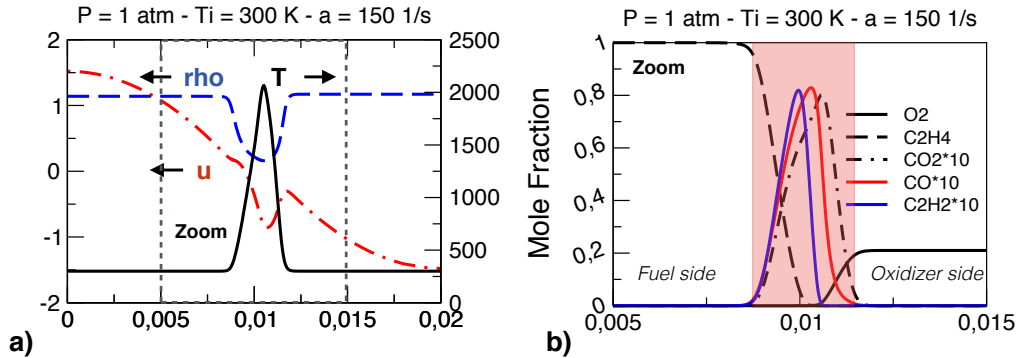 P = 1 atm - Ti = 300 K - a = 150 1/s
2
1
0
-1
-2
2500
2000
1500
1000
500
0
rho
T
u
Zoom
0
0,005
0,01
0,015
0,02
a)
P = 1 atm - Ti = 300 K - a = 150 1/s
Mole Fraction
1
0,8
0,6
0,4
0,2
0
Zoom
O2
C2H4
CO2*10
CO*10
C2H2*10
Fuel side
Oxidizer side
0,005
0,01
0,015
b)